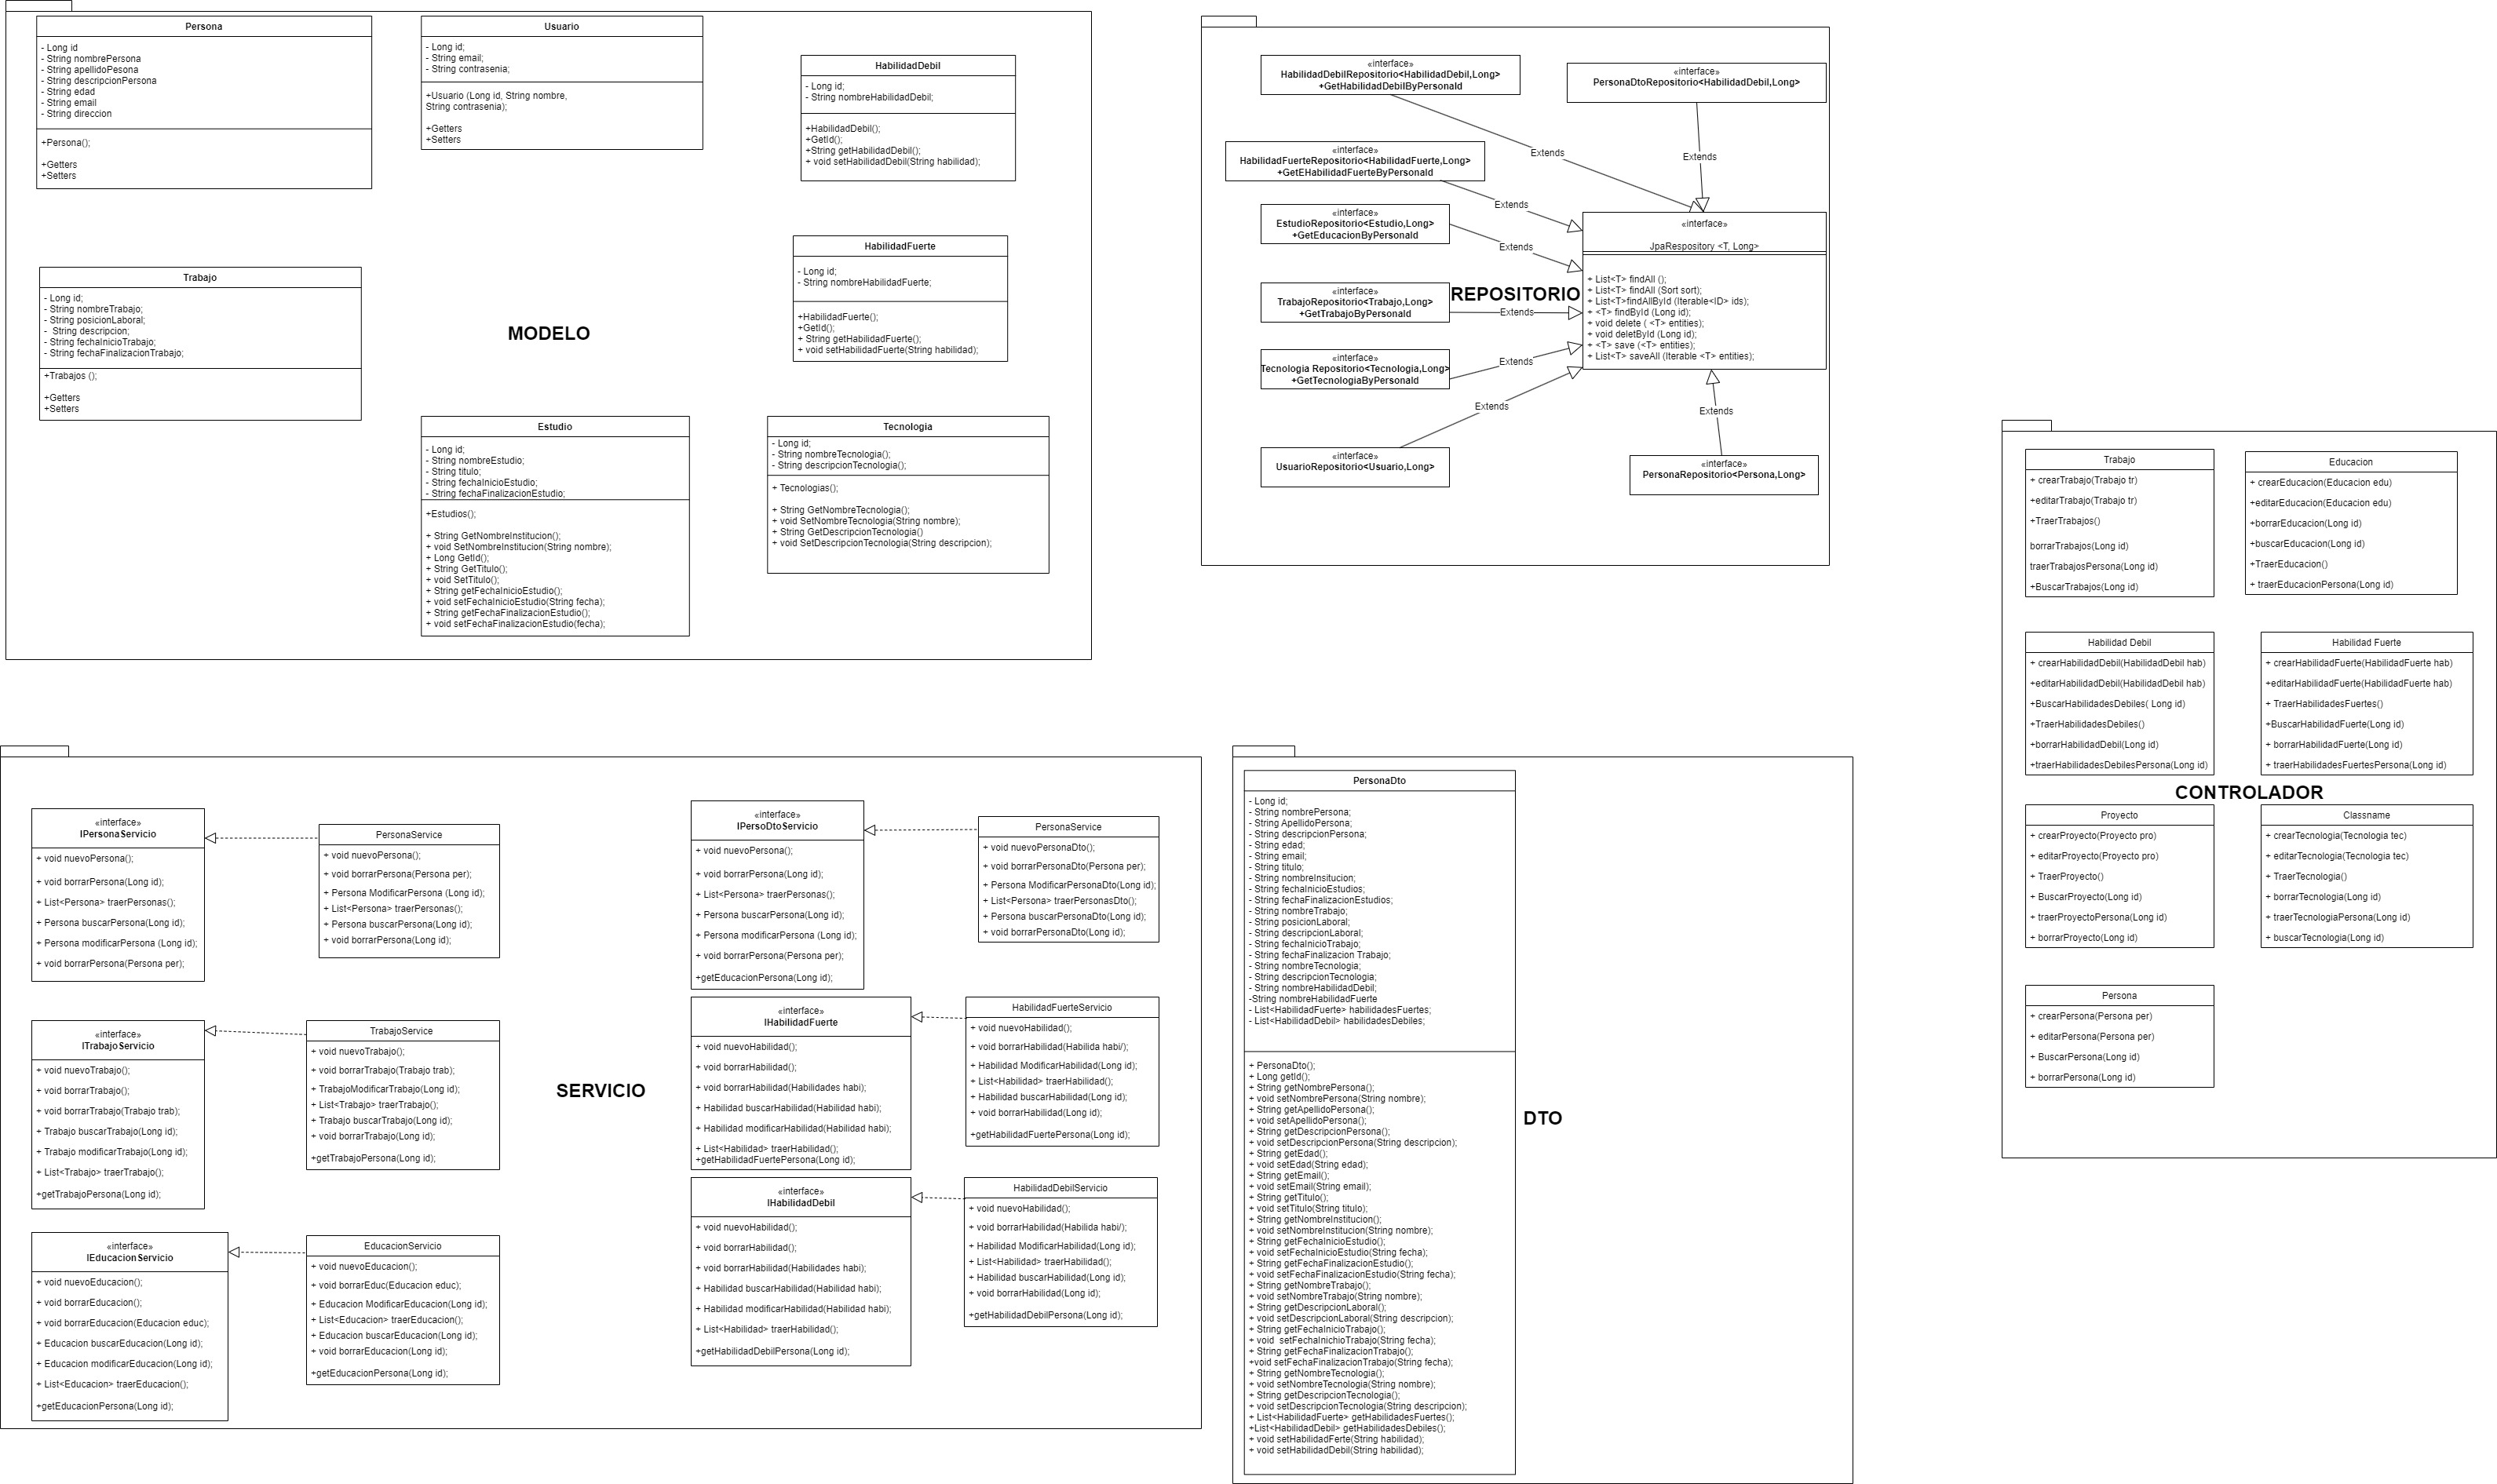 Persona
- Long id
- String nombrePersona
- String apellidoPesona
- String descripcionPersona
- String edad
- String email
- String direccion
+Persona();
+Getters
+Setters
Usuario
- Long id;
- String email;
- String contrasenia;
+Usuario (Long id, String nombre,
String contrasenia);
+Getters
+Setters
HabilidadDebil
- Long id;
- String nombreHabilidadDebil;
+HabilidadDebil();
+GetId();
+String getHabilidadDebil();
+ void setHabilidadDebil(String habilidad);
HabilidadFuerte
- Long id;
- String nombreHabilidadFuerte;
+HabilidadFuerte();
+GetId();
+ String getHabilidadFuerte();
+ void setHabilidadFuerte(String habilidad);
Trabajo
- Long id;
- String nombreTrabajo;
- String posicionLaboral;
-  String descripcion;
- String fechaInicioTrabajo;
- String fechaFinalizacionTrabajo;
+Trabajos ();
+Getters
+Setters
MODELO
Estudio
- Long id;
- String nombreEstudio;
- String titulo;
- String fechaInicioEstudio;
- String fechaFinalizacionEstudio;
+Estudios();
+ String GetNombreInstitucion();
+ void SetNombreInstitucion(String nombre);
+ Long GetId();
+ String GetTitulo();
+ void SetTitulo();
+ String getFechaInicioEstudio();
+ void setFechaInicioEstudio(String fecha);
+ String getFechaFinalizacionEstudio();
+ void setFechaFinalizacionEstudio(fecha);
Tecnologia
- Long id;
- String nombreTecnologia();
- String descripcionTecnologia();
+ Tecnologias();
+ String GetNombreTecnologia();
+ void SetNombreTecnologia(String nombre);
+ String GetDescripcionTecnologia()
+ void SetDescripcionTecnologia(String descripcion);
«interface»
HabilidadDebilRepositorio<HabilidadDebil,Long>
+GetHabilidadDebilByPersonaId
«interface»
PersonaDtoRepositorio<HabilidadDebil,Long>
Extends
Extends
«interface»
HabilidadFuerteRepositorio<HabilidadFuerte,Long>
+GetEHabilidadFuerteByPersonaId
Extends
«interface»
EstudioRepositorio<Estudio,Long>
+GetEducacionByPersonaId
Extends
«interface»
JpaRespository <T, Long>
+ List<T> findAll ();
+ List<T> findAll (Sort sort);
+ List<T>findAllById (Iterable<ID> ids);
+ <T> findById (Long id);
+ void delete ( <T> entities);
+ void deletById (Long id);
+ <T> save (<T> entities);
+ List<T> saveAll (Iterable <T> entities);
«interface»
TrabajoRepositorio<Trabajo,Long>
+GetTrabajoByPersonaId
REPOSITORIO
Extends
«interface»
Tecnologia Repositorio<Tecnologia,Long>
+GetTecnologiaByPersonaId
Extends
Extends
Extends
«interface»
UsuarioRepositorio<Usuario,Long>
«interface»
PersonaRepositorio<Persona,Long>
Trabajo
+ crearTrabajo(Trabajo tr)
+editarTrabajo(Trabajo tr)
+TraerTrabajos()
borrarTrabajos(Long id)
traerTrabajosPersona(Long id)
+BuscarTrabajos(Long id)
Educacion
+ crearEducacion(Educacion edu)
+editarEducacion(Educacion edu)
+borrarEducacion(Long id)
+buscarEducacion(Long id)
+TraerEducacion()
+ traerEducacionPersona(Long id)
Habilidad Debil
+ crearHabilidadDebil(HabilidadDebil hab)
+editarHabilidadDebil(HabilidadDebil hab)
+BuscarHabilidadesDebiles( Long id)
+TraerHabilidadesDebiles()
+borrarHabilidadDebil(Long id)
+traerHabilidadesDebilesPersona(Long id)
Habilidad Fuerte
+ crearHabilidadFuerte(HabilidadFuerte hab)
+editarHabilidadFuerte(HabilidadFuerte hab)
+ TraerHabilidadesFuertes()
+BuscarHabilidadFuerte(Long id)
+ borrarHabilidadFuerte(Long id)
+ traerHabilidadesFuertesPersona(Long id)
CONTROLADOR
Proyecto
+ crearProyecto(Proyecto pro)
+ editarProyecto(Proyecto pro)
+ TraerProyecto()
+ BuscarProyecto(Long id)
+ traerProyectoPersona(Long id)
+ borrarProyecto(Long id)
Classname
+ crearTecnologia(Tecnologia tec)
+ editarTecnologia(Tecnologia tec)
+ TraerTecnologia()
+ borrarTecnologia(Long id)
+ traerTecnologiaPersona(Long id)
+ buscarTecnologia(Long id)
Persona
+ crearPersona(Persona per)
+ editarPersona(Persona per)
+ BuscarPersona(Long id)
+ borrarPersona(Long id)
«interface»
IPersonaServicio
+ void nuevoPersona();
+ void borrarPersona(Long id);
+ List<Persona> traerPersonas();
+ Persona buscarPersona(Long id);
+ Persona modificarPersona (Long id);
+ void borrarPersona(Persona per);
PersonaService
+ void nuevoPersona();
+ void borrarPersona(Persona per);
+ Persona ModificarPersona (Long id);
+ List<Persona> traerPersonas();
+ Persona buscarPersona(Long id);
+ void borrarPersona(Long id);
«interface»
IPersoDtoServicio
+ void nuevoPersona();
+ void borrarPersona(Long id);
+ List<Persona> traerPersonas();
+ Persona buscarPersona(Long id);
+ Persona modificarPersona (Long id);
+ void borrarPersona(Persona per);
+getEducacionPersona(Long id);
PersonaService
+ void nuevoPersonaDto();
+ void borrarPersonaDto(Persona per);
+ Persona ModificarPersonaDto(Long id);
+ List<Persona> traerPersonasDto();
+ Persona buscarPersonaDto(Long id);
+ void borrarPersonaDto(Long id);
«interface»
ITrabajoServicio
+ void nuevoTrabajo();
+ void borrarTrabajo();
+ void borrarTrabajo(Trabajo trab);
+ Trabajo buscarTrabajo(Long id);
+ Trabajo modificarTrabajo(Long id);
+ List<Trabajo> traerTrabajo();
+getTrabajoPersona(Long id);
TrabajoService
+ void nuevoTrabajo();
+ void borrarTrabajo(Trabajo trab);
+ TrabajoModificarTrabajo(Long id);
+ List<Trabajo> traerTrabajo();
+ Trabajo buscarTrabajo(Long id);
+ void borrarTrabajo(Long id);
+getTrabajoPersona(Long id);
SERVICIO
«interface»
IHabilidadFuerte
+ void nuevoHabilidad();
+ void borrarHabilidad();
+ void borrarHabilidad(Habilidades habi);
+ Habilidad buscarHabilidad(Habilidad habi);
+ Habilidad modificarHabilidad(Habilidad habi);
+ List<Habilidad> traerHabilidad();
+getHabilidadFuertePersona(Long id);
HabilidadFuerteServicio
+ void nuevoHabilidad();
+ void borrarHabilidad(Habilida habi/);
+ Habilidad ModificarHabilidad(Long id);
+ List<Habilidad> traerHabilidad();
+ Habilidad buscarHabilidad(Long id);
+ void borrarHabilidad(Long id);
+getHabilidadFuertePersona(Long id);
«interface»
IHabilidadDebil
+ void nuevoHabilidad();
+ void borrarHabilidad();
+ void borrarHabilidad(Habilidades habi);
+ Habilidad buscarHabilidad(Habilidad habi);
+ Habilidad modificarHabilidad(Habilidad habi);
+ List<Habilidad> traerHabilidad();
+getHabilidadDebilPersona(Long id);
HabilidadDebilServicio
+ void nuevoHabilidad();
+ void borrarHabilidad(Habilida habi/);
+ Habilidad ModificarHabilidad(Long id);
+ List<Habilidad> traerHabilidad();
+ Habilidad buscarHabilidad(Long id);
+ void borrarHabilidad(Long id);
+getHabilidadDebilPersona(Long id);
«interface»
IEducacionServicio
+ void nuevoEducacion();
+ void borrarEducacion();
+ void borrarEducacion(Educacion educ);
+ Educacion buscarEducacion(Long id);
+ Educacion modificarEducacion(Long id);
+ List<Educacion> traerEducacion();
+getEducacionPersona(Long id);
EducacionServicio
+ void nuevoEducacion();
+ void borrarEduc(Educacion educ);
+ Educacion ModificarEducacion(Long id);
+ List<Educacion> traerEducacion();
+ Educacion buscarEducacion(Long id);
+ void borrarEducacion(Long id);
+getEducacionPersona(Long id);
PersonaDto
- Long id;
- String nombrePersona;
- String ApellidoPersona;
- String descripcionPersona;
- String edad;
- String email;
- String titulo;
- String nombreInsitucion;
- String fechaInicioEstudios;
- String fechaFinalizacionEstudios;
- String nombreTrabajo;
- String posicionLaboral;
- String descripcionLaboral;
- String fechaInicioTrabajo;
- String fechaFinalizacion Trabajo;
- String nombreTecnologia;
- String descripcionTecnologia;
- String nombreHabilidadDebil;
-String nombreHabilidadFuerte
- List<HabilidadFuerte> habilidadesFuertes;
- List<HabilidadDebil> habilidadesDebiles;
+ PersonaDto();
+ Long getId();
+ String getNombrePersona();
+ void setNombrePersona(String nombre);
+ String getApellidoPersona();
+ void setApellidoPersona();
+ String getDescripcionPersona();
+ void setDescripcionPersona(String descripcion);
+ String getEdad();
+ void setEdad(String edad);
+ String getEmail();
+ void setEmail(String email);
+ String getTitulo();
+ void setTitulo(String titulo);
+ String getNombreInstitucion();
+ void setNombreInstitucion(String nombre);
+ String getFechaInicioEstudio();
+ void setFechaInicioEstudio(String fecha);
+ String getFechaFinalizacionEstudio();
+ void setFechaFinalizacionEstudio(String fecha);
+ String getNombreTrabajo();
+ void setNombreTrabajo(String nombre);
+ String getDescripcionLaboral();
+ void setDescripcionLaboral(String descripcion);
+ String getFechaInicioTrabajo();
+ void  setFechaInichioTrabajo(String fecha);
+ String getFechaFinalizacionTrabajo();
+void setFechaFinalizacionTrabajo(String fecha);
+ String getNombreTecnologia();
+ void setNombreTecnologia(String nombre);
+ String getDescripcionTecnologia();
+ void setDescripcionTecnologia(String descripcion);
+ List<HabilidadFuerte> getHabilidadesFuertes();
+List<HabilidadDebil> getHabilidadesDebiles();
+ void setHabilidadFerte(String habilidad);
+ void setHabilidadDebil(String habilidad);
DTO